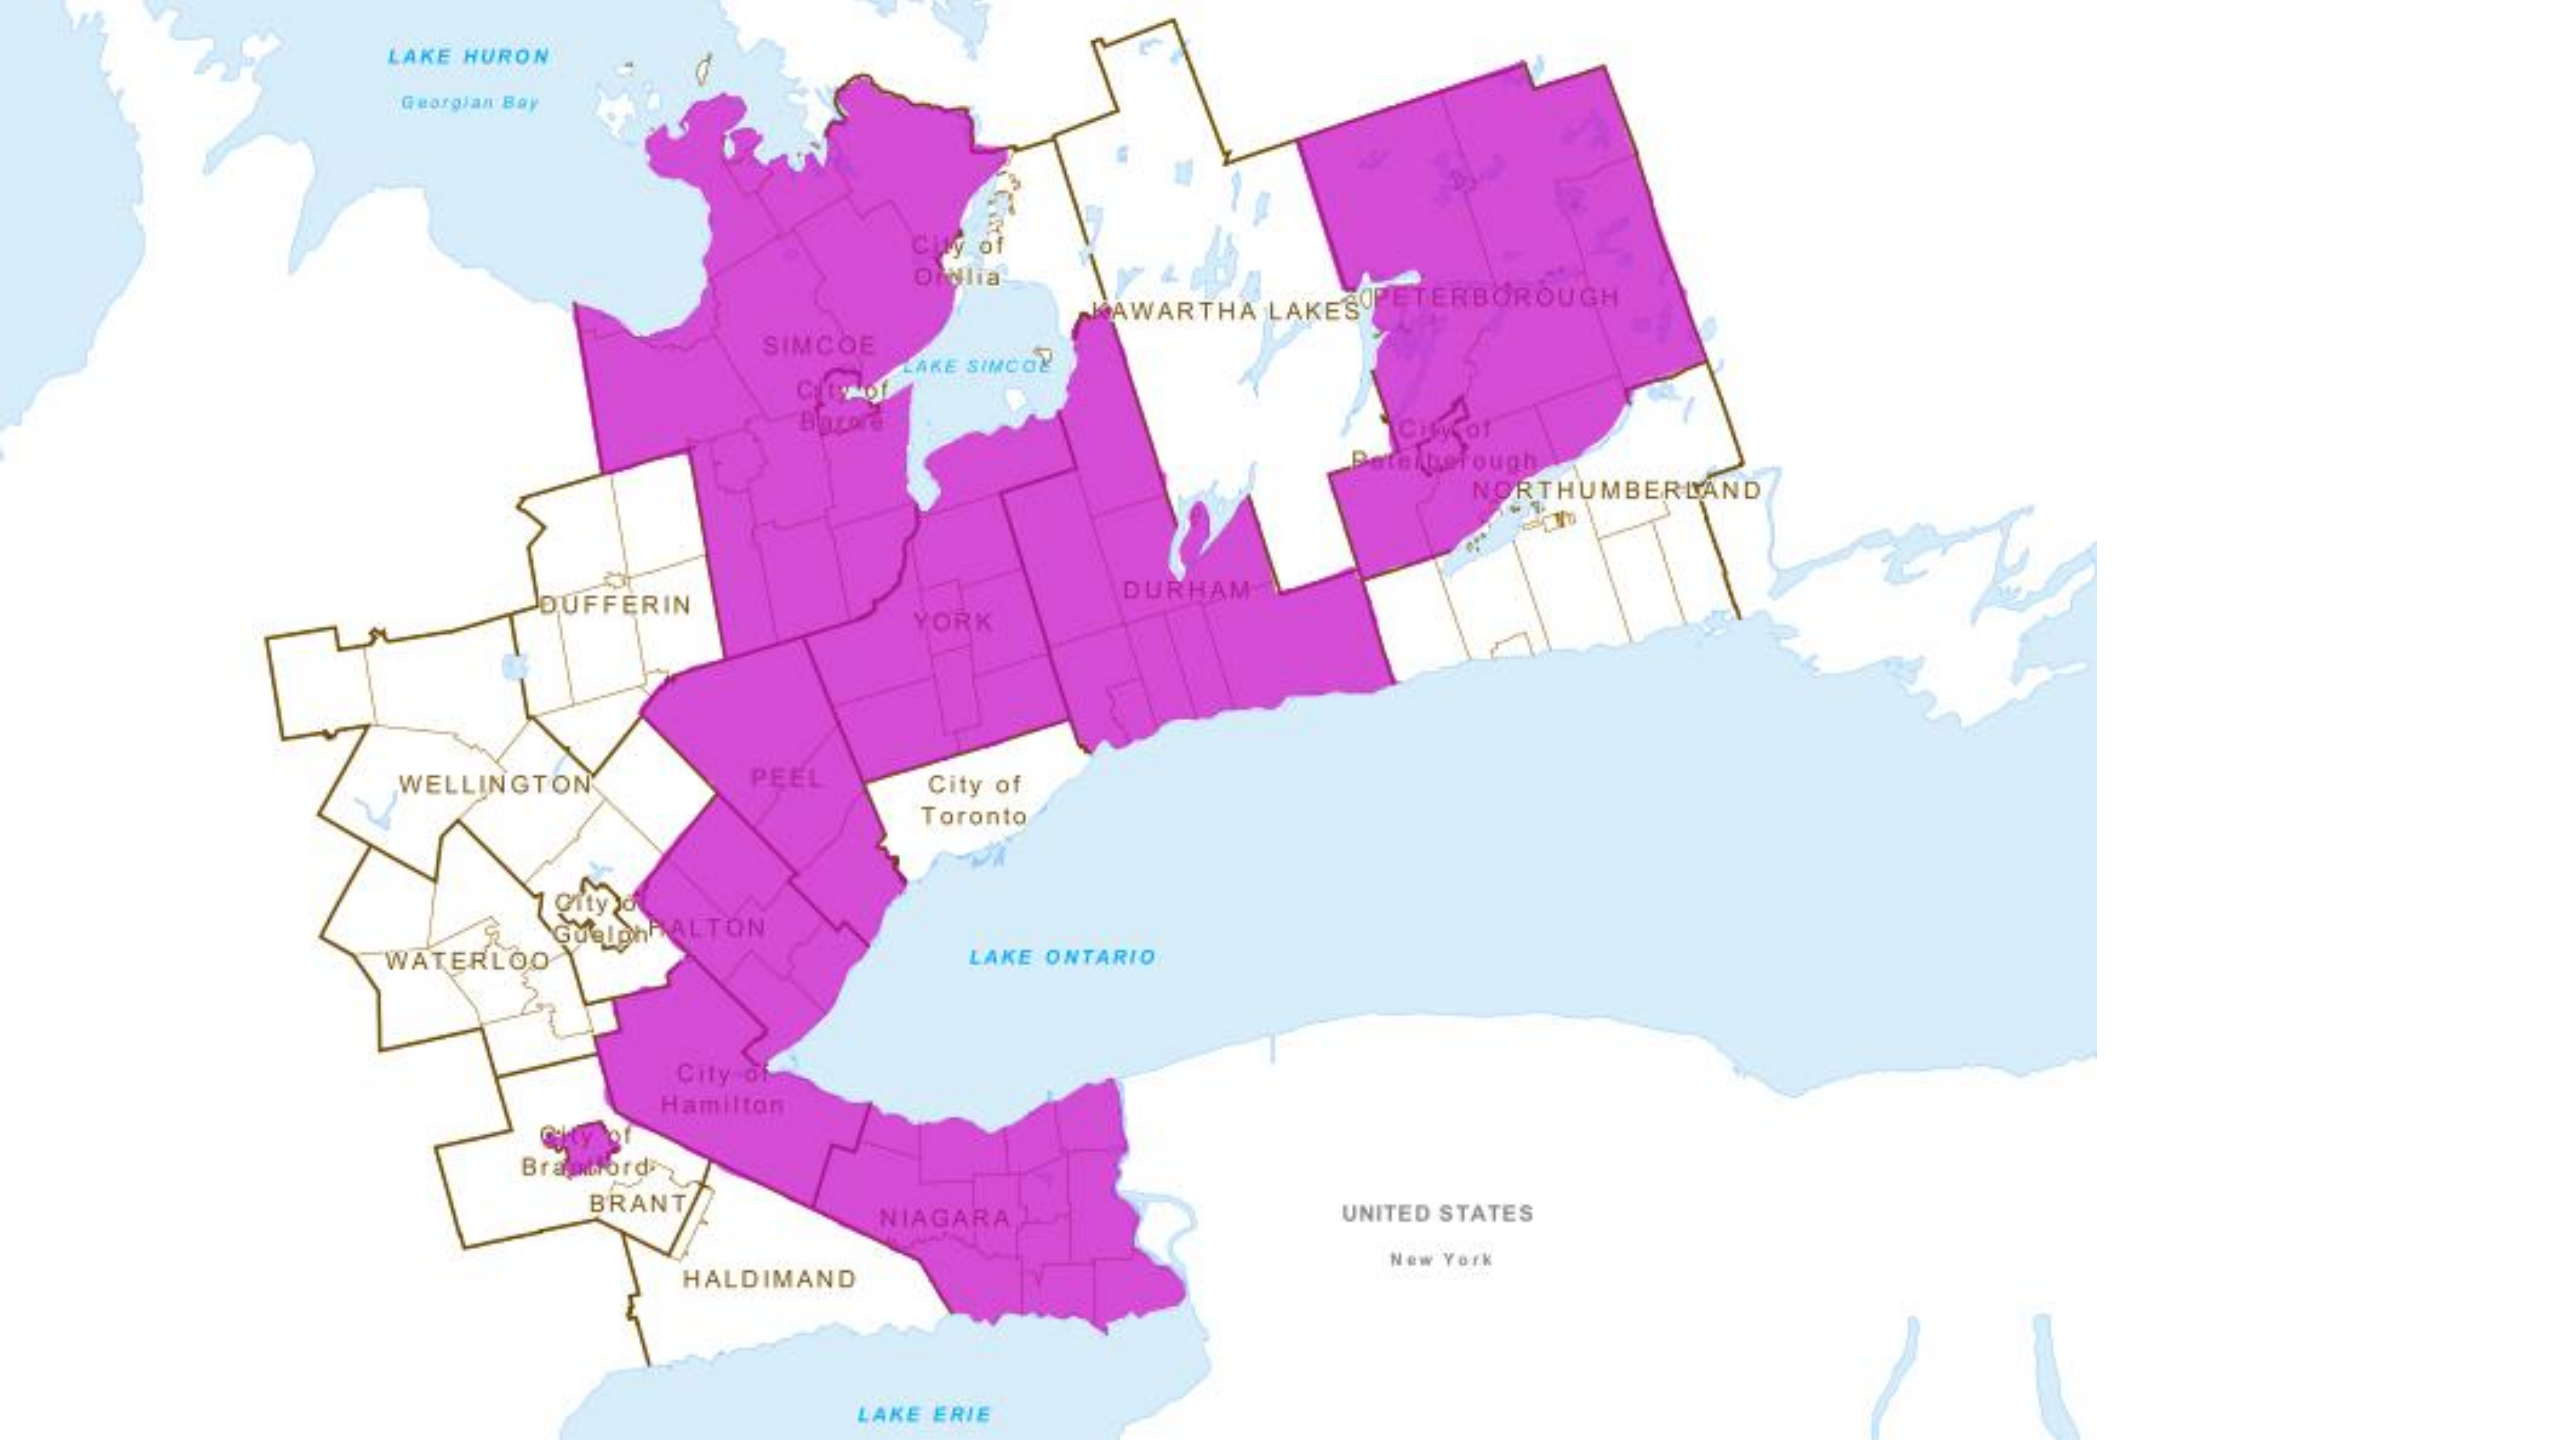 LAKE HURON
Georgian Bay
City of
Orillia
KAWARTHA LAKES
PETERBOROUGH
SIMCOE
LAKE SIMCOE
City of
Barrie
City of
Peterborough
NORTHUMBERLAND
DUFFERIN
DURHAM
YORK
WELLINGTON
PEEL
City of
Toronto
City of
Guelph
HALTON
WATERLOO
LAKE ONTARIO
City of
Hamilton
City of
Brantford
BRANT
NIAGARA
UNITED STATES
New York
HALDIMAND
LAKE ERIE